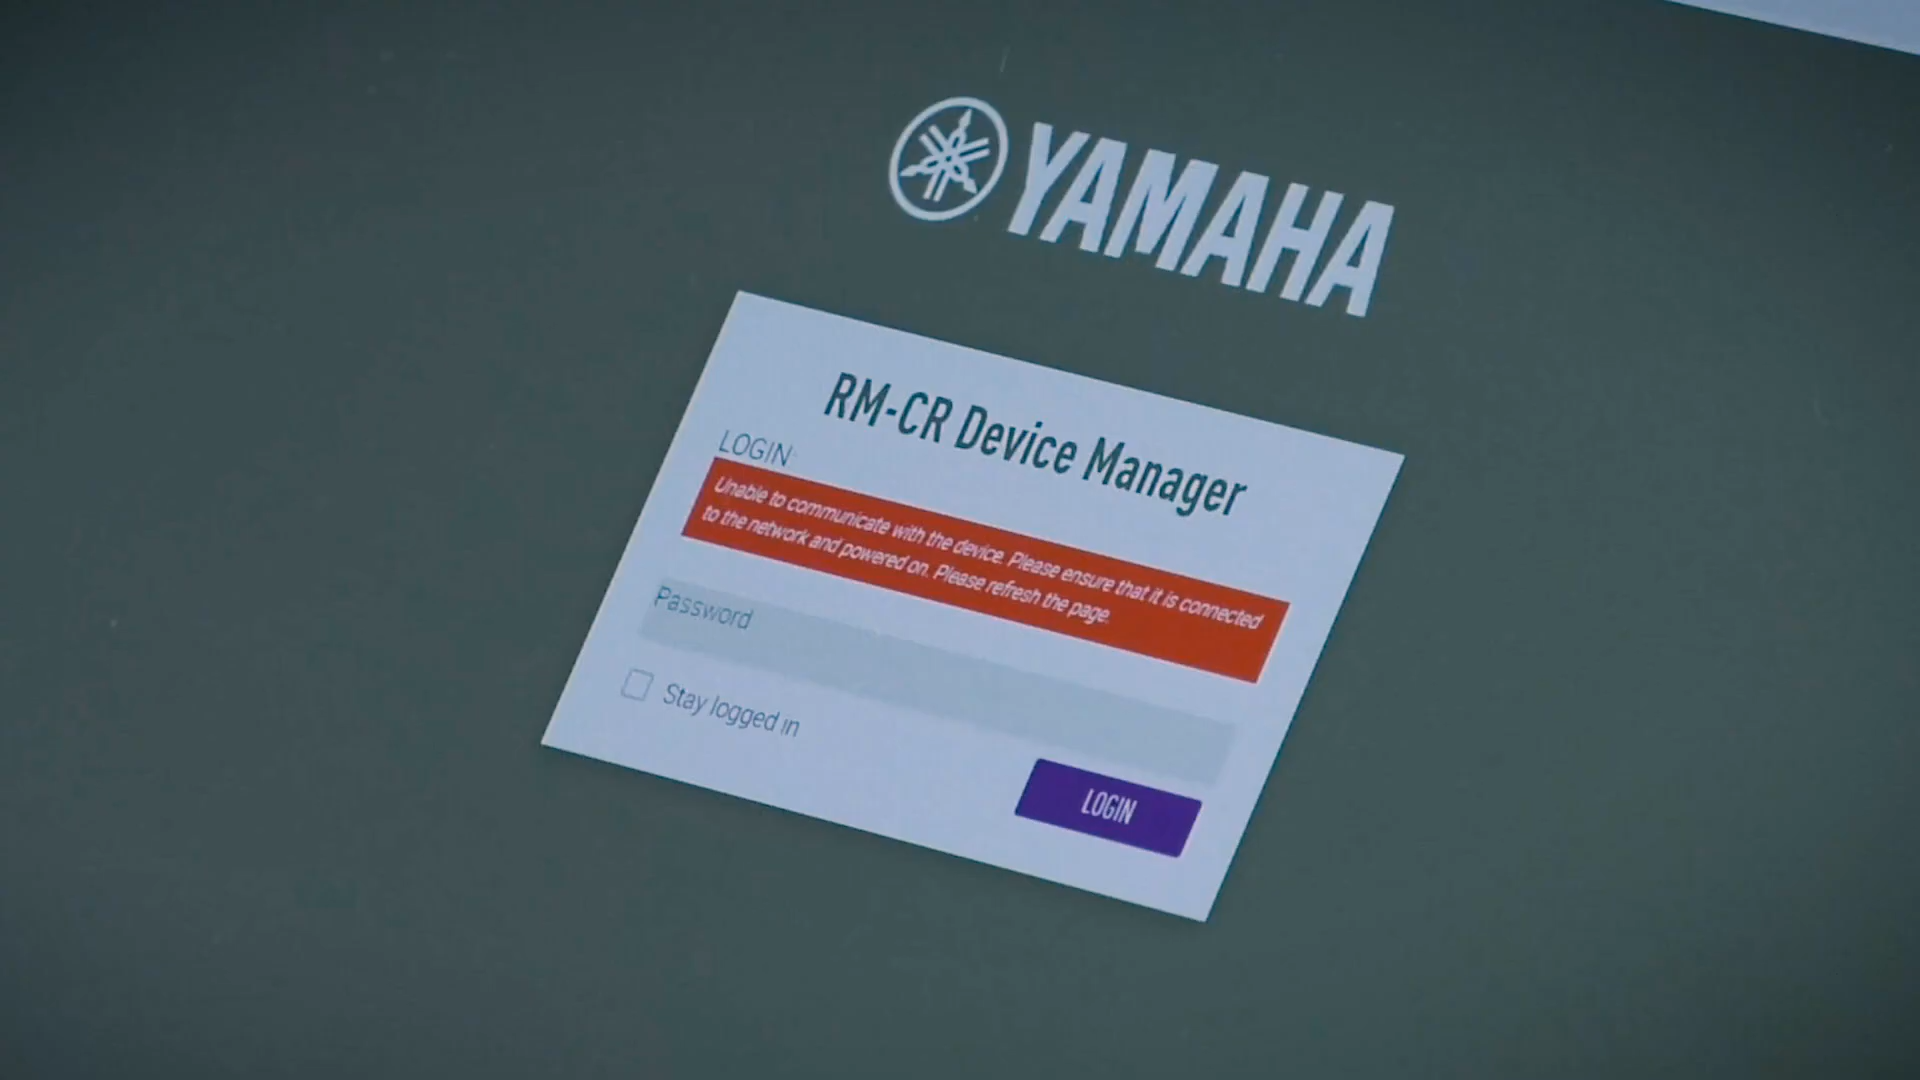 YAMAHA
RM-CR Device Manager
LOGIN
Unable to communicate with the device. Please ensure that it is connected
to the network and powered on. Please refresh the page.
Password
Stay logged in
LOGIN